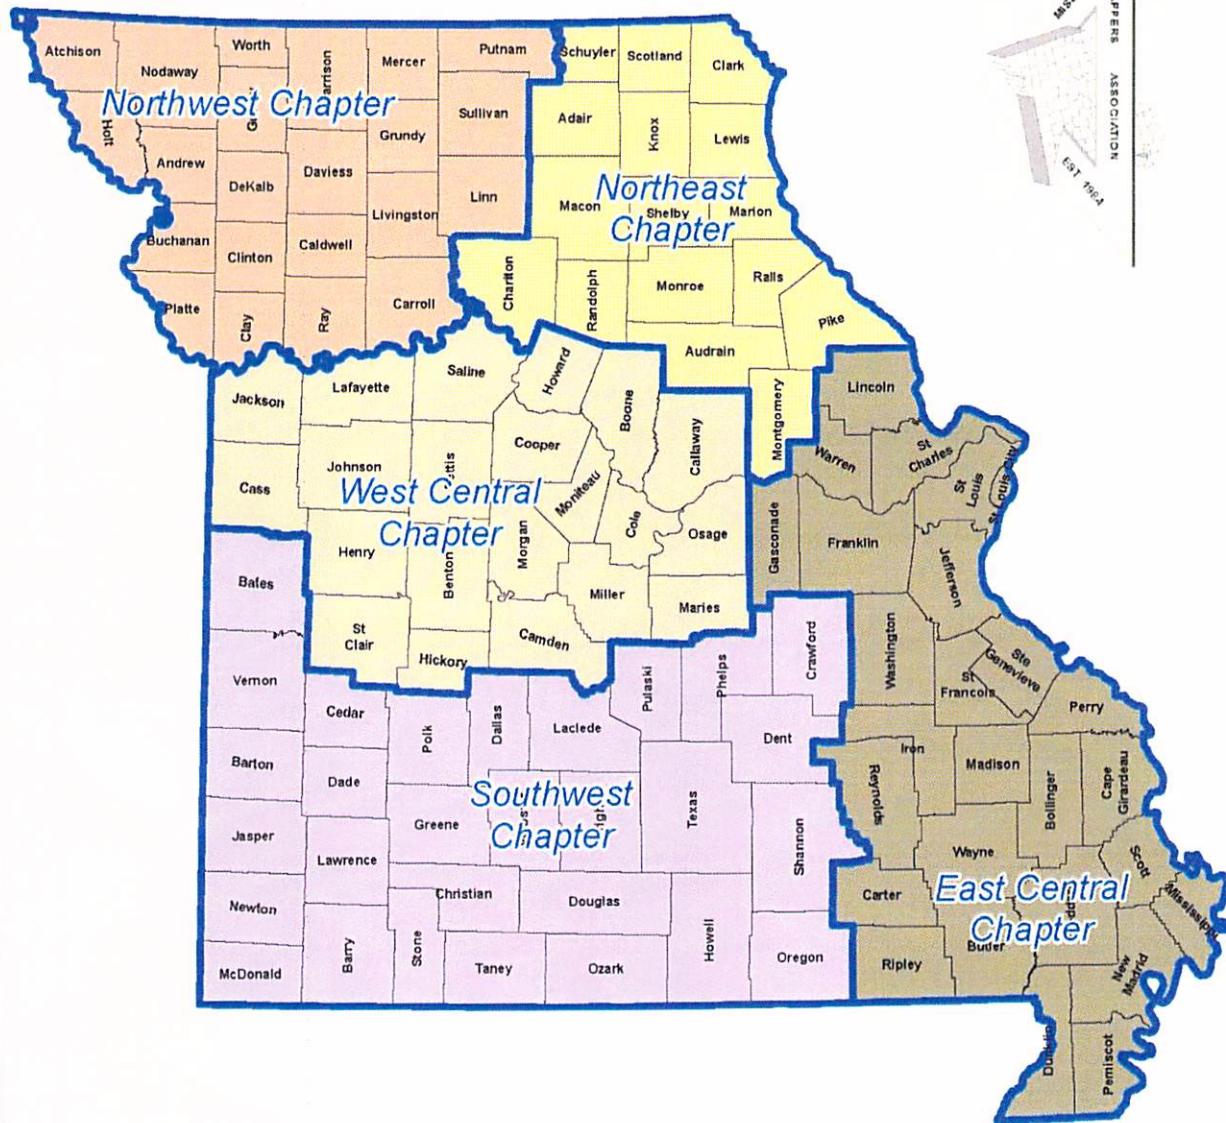 MISS
PPERS ASSOCIATION
EST 1984
Atchison
Nodaway
Worth
Harrison
Mercer
Putnam
Schuyler
Scotland
Clark
Northwest Chapter
Holt
Andrew
DeKalb
Daviess
Grundy
Sullivan
Adair
Knox
Lewis
Linn
Livingston
Macon
Northeast
Shelby
Marion
Chapter
Buchanan
Clinton
Caldwell
Chariton
Randolph
Monroe
Ralls
Pike
Platte
Clay
Ray
Carroll
Audrain
Montgomery
Lincoln
Jackson
Lafayette
Saline
Howard
Boone
Callaway
Warren
St
Charles
St
Louis
St Louis City
Cass
Johnson
ttis
Cooper
Moniteau
West Central
Chapter
Cole
Osage
Gasconade
Franklin
Jefferson
Henry
Benton
Morgan
Miller
Maries
Bates
St
Clair
Hickory
Camden
Pulaski
Phelps
Crawford
Washington
St
Francois
Ste
Genevieve
Perry
Vernon
Cedar
Polk
Dallas
Laclede
Dent
Iron
Reynolds
Madison
Bollinger
Cape
Girardeau
Barton
Dade
Southwest
Chapter
Texas
Shannon
Jasper
Lawrence
Greene
Wayne
Scott
Mississippi
Newton
Christian
Douglas
Howell
Carter
East Central
Chapter
McDonald
Barry
Stone
Taney
Ozark
Oregon
Ripley
Butler
New
Madrid
Dunklin
Pemiscot